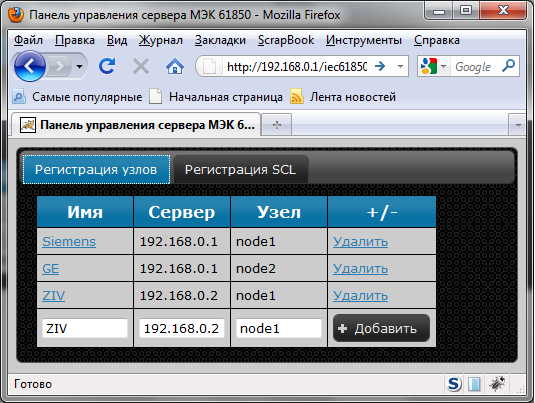 Панель управления сервера МЭК 61850 - Mozilla Firefox
Файл Правка Вид Журнал Закладки ScrapBook Инструменты Справка
http://192.168.0.1/iec61850 Google
Самые популярные Начальная страница Лента новостей
Панель управления сервера МЭК 6...
Регистрация узлов Регистрация SCL
Имя Сервер Узел +/-
Siemens 192.168.0.1 node1 Удалить
GE 192.168.0.1 node2 Удалить
ZIV 192.168.0.2 node1 Удалить
ZIV 192.168.0.2 node1 Добавить
Готово